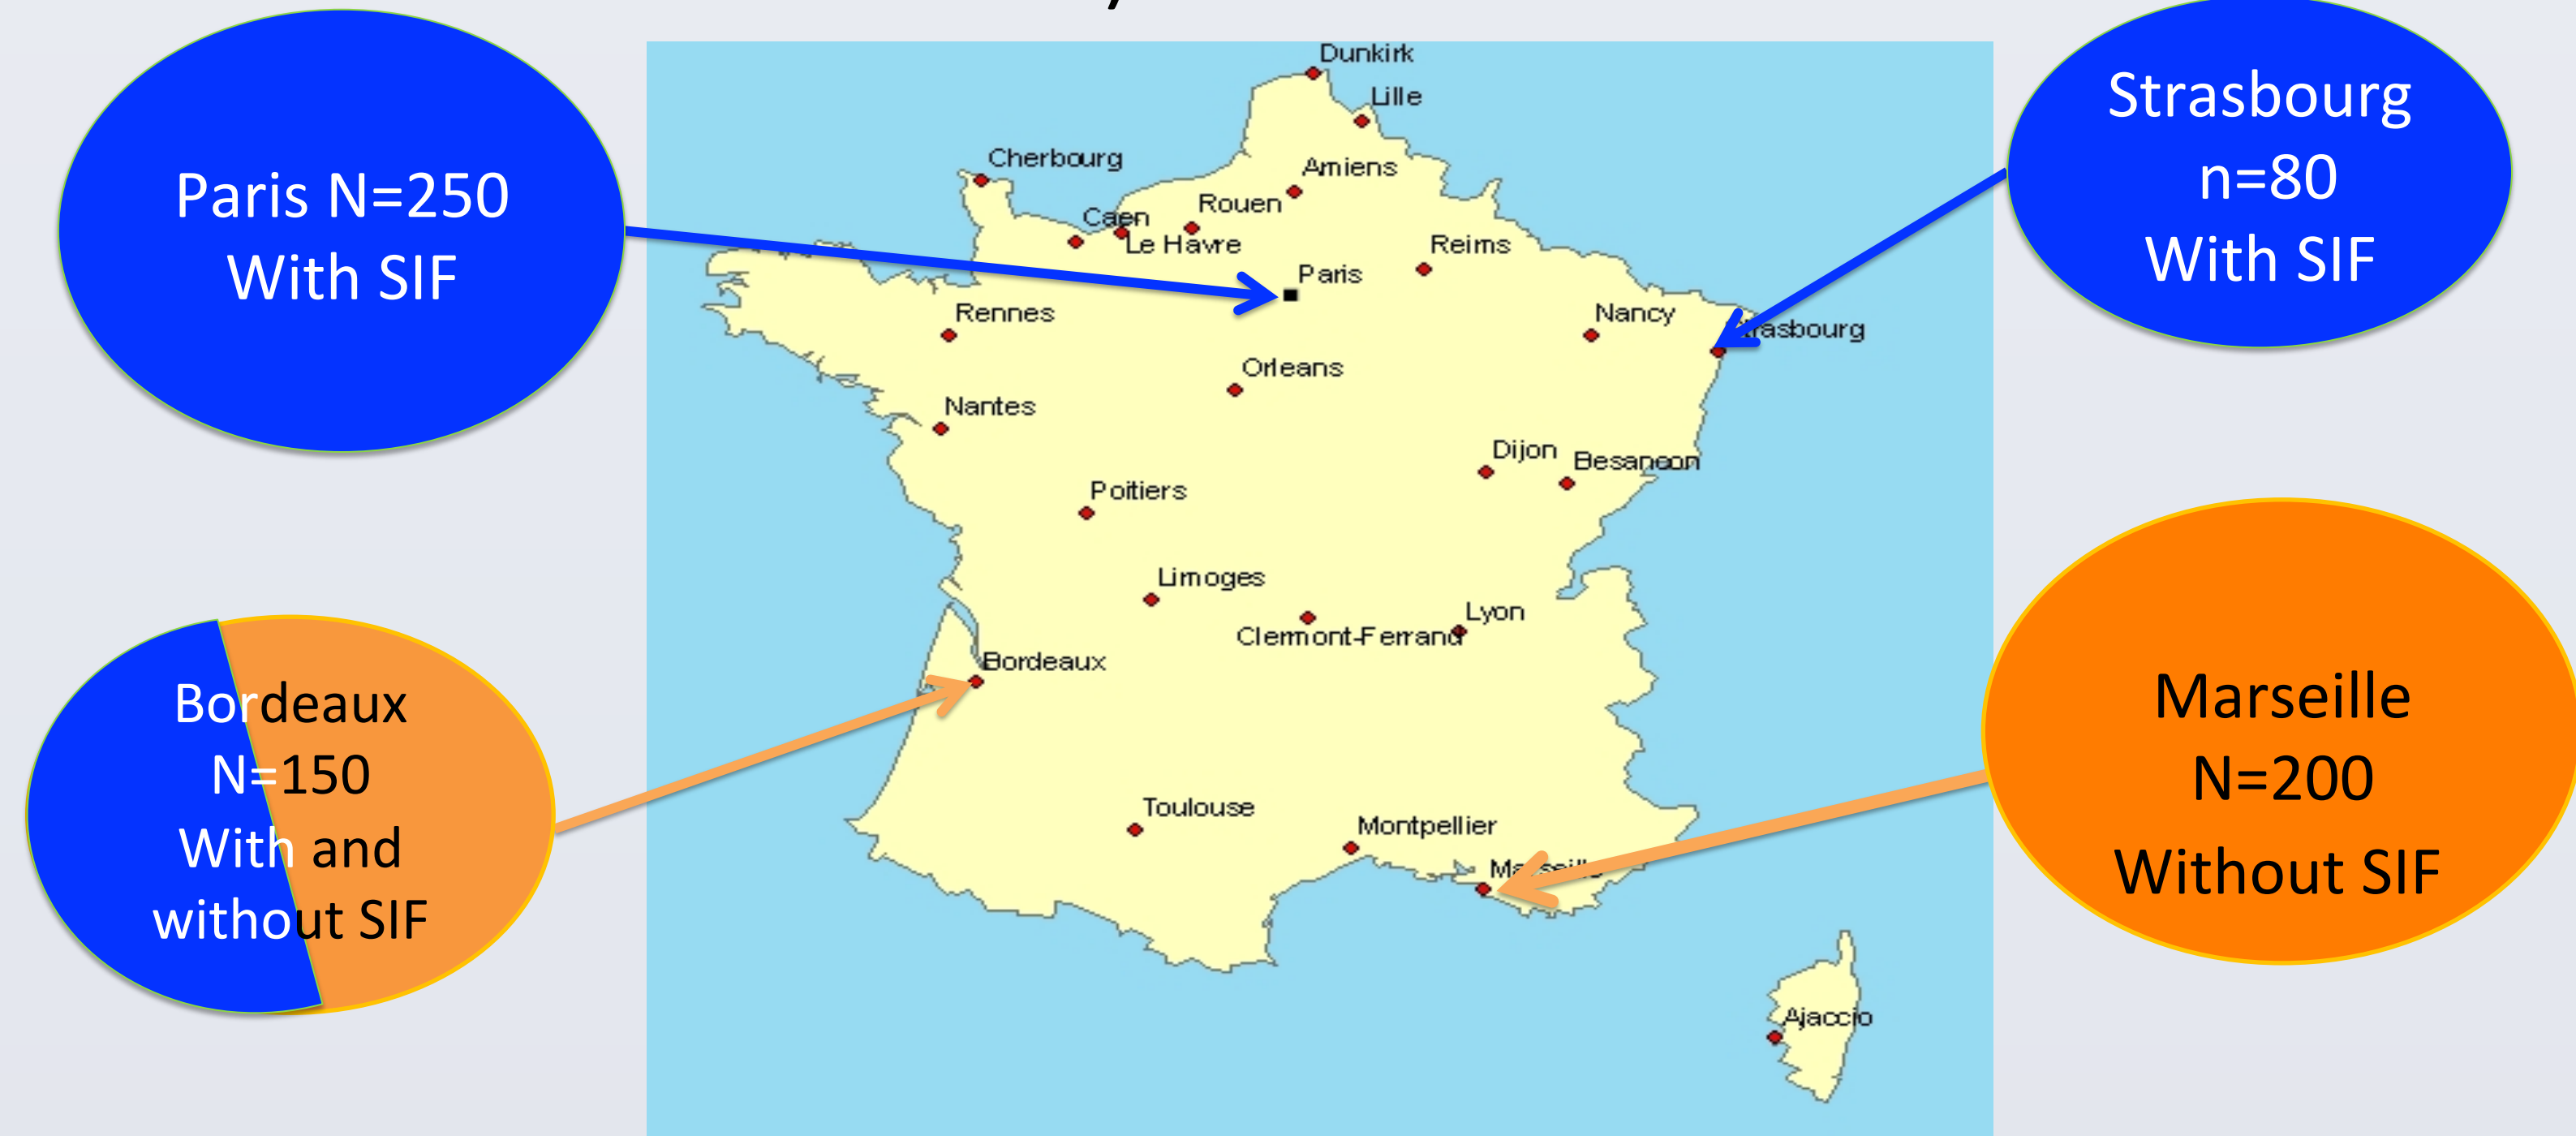 Paris N=250
With SIF
Strasbourg
n=80
With SIF
Bordeaux
N=150
With and
without SIF
Marseille
N=200
Without SIF
Dunkirk
Lille
Cherbourg
Amiens
Rouen
Caen
Le Havre
Reims
Paris
Rennes
Nancy
Strasbourg
Orleans
Nantes
Dijon
Besancon
Poitiers
Limoges
Lyon
Clermont-Ferrand
Bordeaux
Toulouse
Montpellier
Marseille
Ajaccio